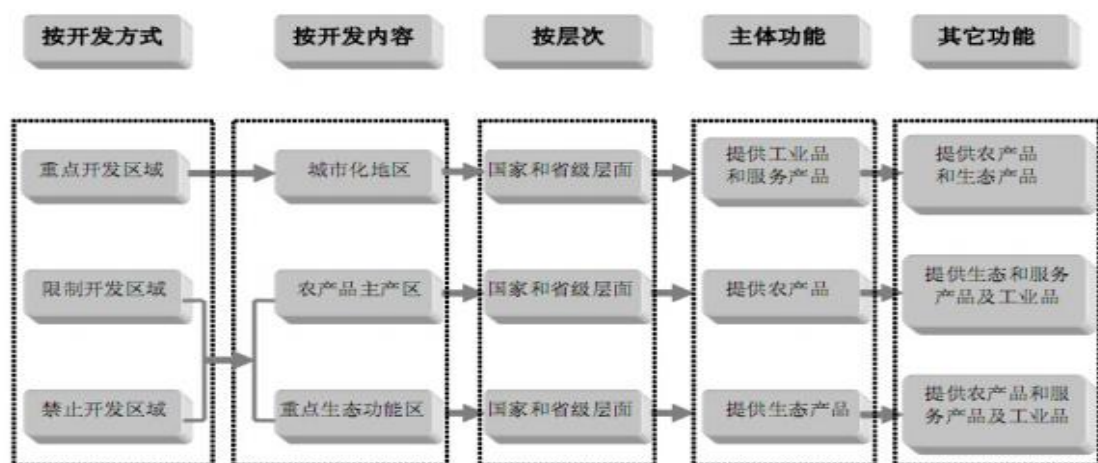 按开发方式
按开发内容
按层次
主体功能
其它功能
重点开发区域
城市化地区
国家和省级层面
提供工业品
和服务产品
提供农产品
和生态产品
限制开发区域
农产品主产区
国家和省级层面
提供农产品
提供生态和服务
产品及工业品
禁止开发区域
重点生态功能区
国家和省级层面
提供生态产品
提供农产品和服
务产品及工业品